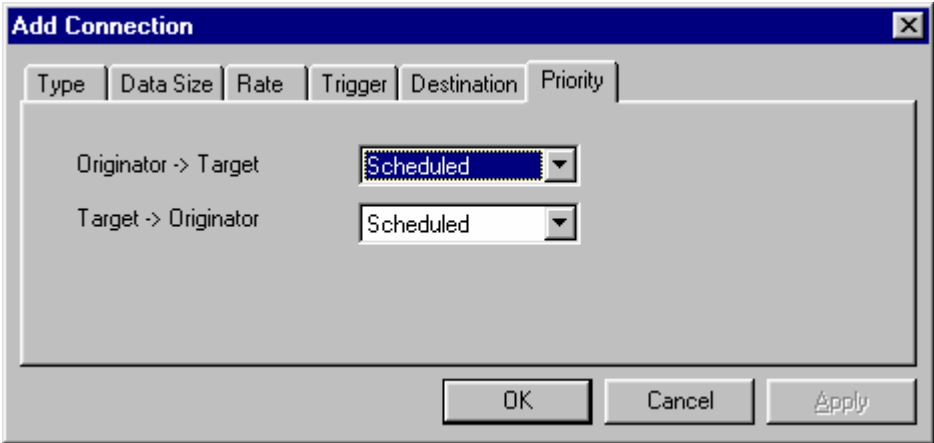 Add Connection
Type Data Size Rate Trigger Destination Priority
Originator -> Target Scheduled
Target -> Originator Scheduled
OK Cancel Apply